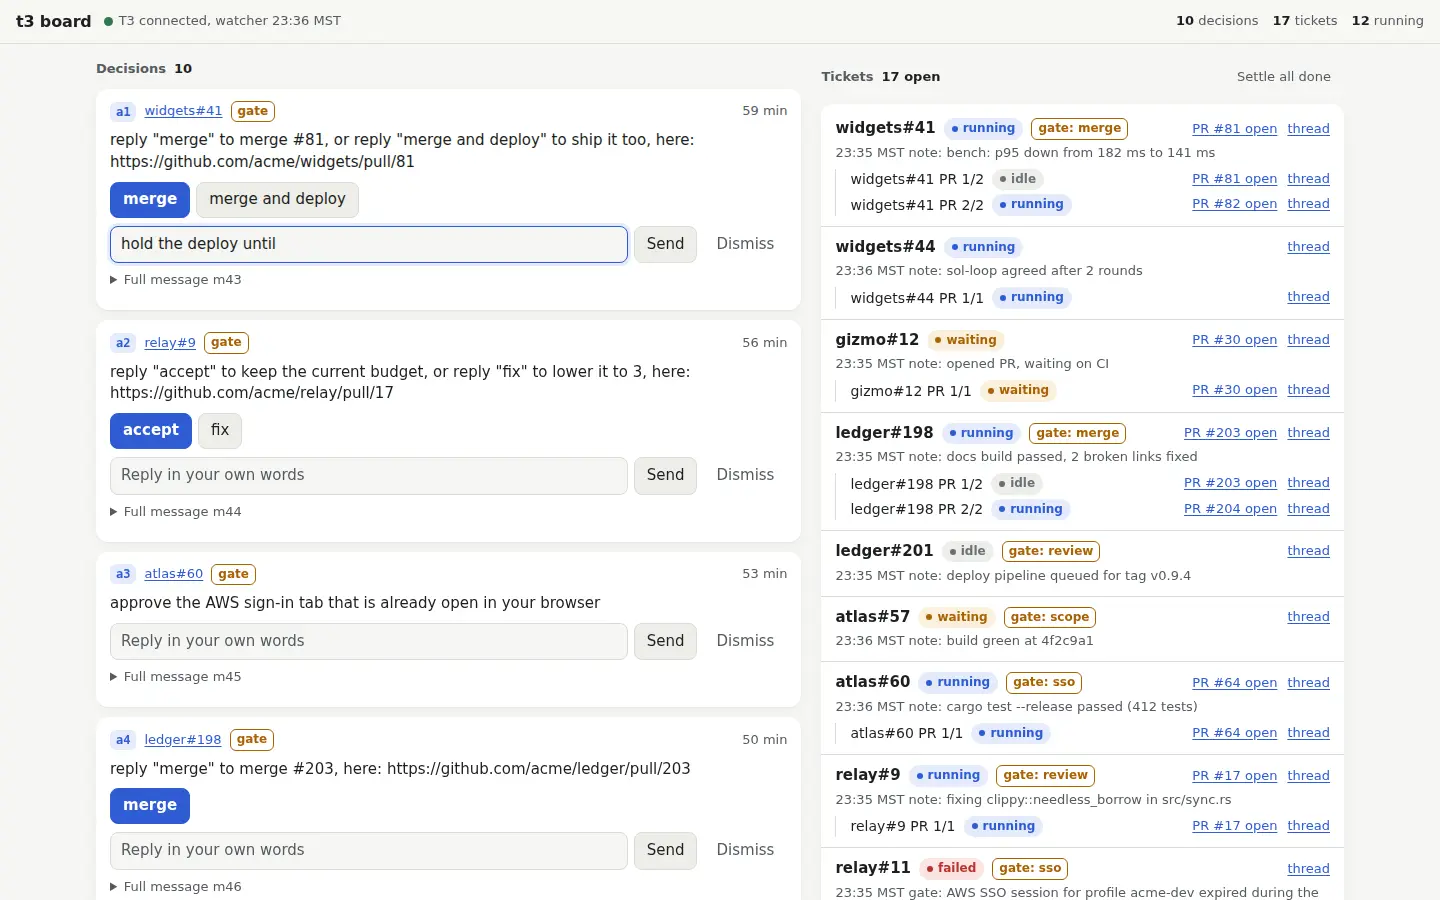 t3 board T3 connected, watcher 23:36 MST 10 decisions 17 tickets 12 running
Decisions 10
a1 widgets#41 gate 59 min
reply "merge" to merge #81, or reply "merge and deploy" to ship it too, here:
https://github.com/acme/widgets/pull/81
merge merge and deploy
hold the deploy until Send Dismiss
Full message m43
a2 relay#9 gate 56 min
reply "accept" to keep the current budget, or reply "fix" to lower it to 3, here:
https://github.com/acme/relay/pull/17
accept fix
Reply in your own words Send Dismiss
Full message m44
a3 atlas#60 gate 53 min
approve the AWS sign-in tab that is already open in your browser
Reply in your own words Send Dismiss
Full message m45
a4 ledger#198 gate 50 min
reply "merge" to merge #203, here: https://github.com/acme/ledger/pull/203
merge
Reply in your own words Send Dismiss
Full message m46
Tickets 17 open Settle all done
widgets#41 running gate: merge PR #81 open thread
23:35 MST note: bench: p95 down from 182 ms to 141 ms
widgets#41 PR 1/2 idle PR #81 open thread
widgets#41 PR 2/2 running PR #82 open thread
widgets#44 running thread
23:36 MST note: sol-loop agreed after 2 rounds
widgets#44 PR 1/1 running thread
gizmo#12 waiting PR #30 open thread
23:35 MST note: opened PR, waiting on CI
gizmo#12 PR 1/1 waiting PR #30 open thread
ledger#198 running gate: merge PR #203 open thread
23:35 MST note: docs build passed, 2 broken links fixed
ledger#198 PR 1/2 idle PR #203 open thread
ledger#198 PR 2/2 running PR #204 open thread
ledger#201 idle gate: review thread
23:35 MST note: deploy pipeline queued for tag v0.9.4
atlas#57 waiting gate: scope thread
23:36 MST note: build green at 4f2c9a1
atlas#60 running gate: sso PR #64 open thread
23:36 MST note: cargo test --release passed (412 tests)
atlas#60 PR 1/1 running PR #64 open thread
relay#9 running gate: review PR #17 open thread
23:35 MST note: fixing clippy::needless_borrow in src/sync.rs
relay#9 PR 1/1 running PR #17 open thread
relay#11 failed gate: sso thread
23:35 MST gate: AWS SSO session for profile acme-dev expired during the